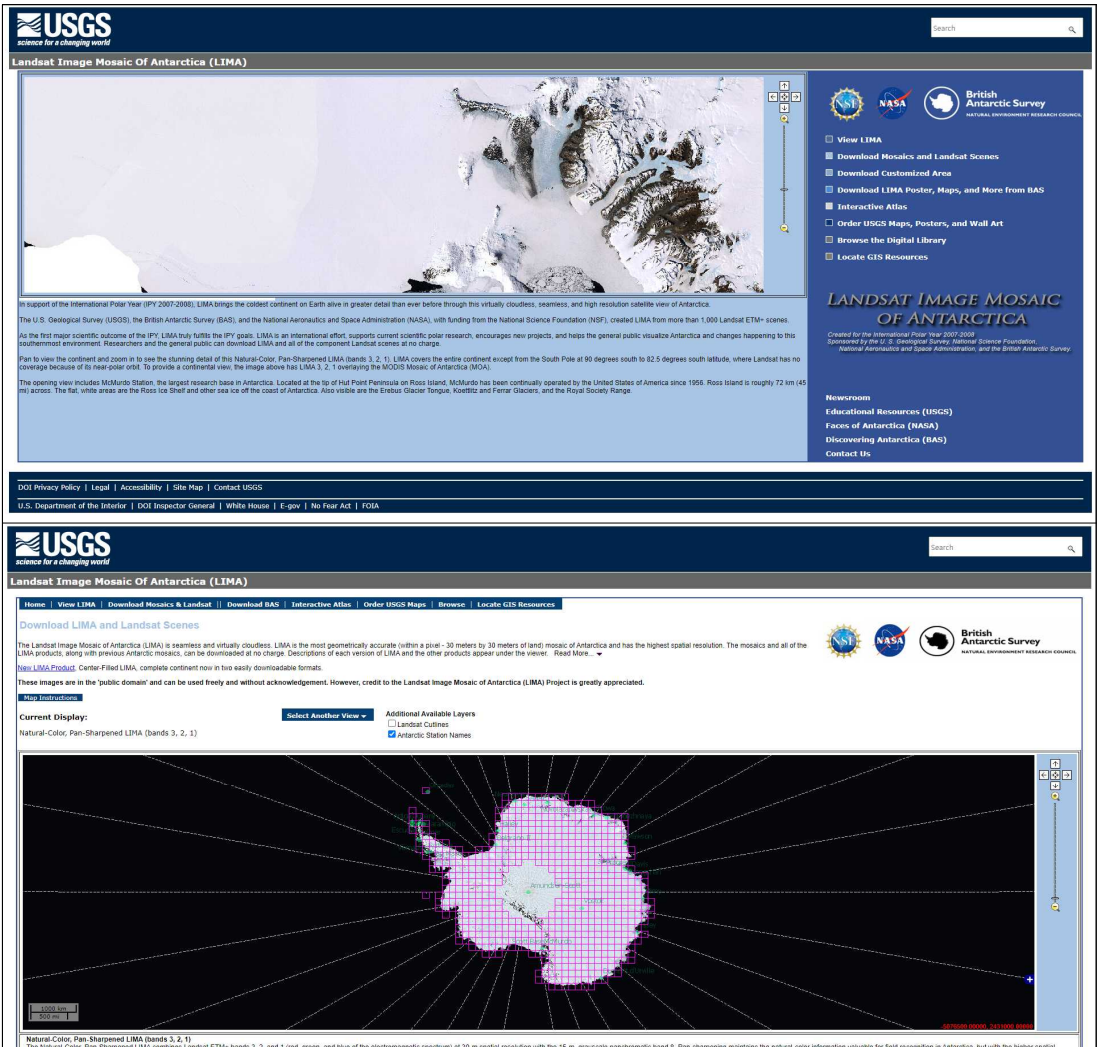 USGS
science for a changing world
Search
Landsat Image Mosaic Of Antarctica (LIMA)
NSF
NASA
British
Antarctic Survey
NATURAL ENVIRONMENT RESEARCH COUNCIL
View LIMA
Download Mosaics and Landsat Scenes
Download Customized Area
Download LIMA Poster, Maps, and More from BAS
Interactive Atlas
Order USGS Maps, Posters, and Wall Art
Browse the Digital Library
Locate GIS Resources
LANDSAT IMAGE MOSAIC
OF ANTARCTICA
Created for the International Polar Year 2007-2008
Sponsored by the U. S. Geological Survey, National Science Foundation,
National Aeronautics and Space Administration, and the British Antarctic Survey
Newsroom
Educational Resources (USGS)
Faces of Antarctica (NASA)
Discovering Antarctica (BAS)
Contact Us
In support of the International Polar Year (IPY 2007-2008), LIMA brings the coldest continent on Earth alive in greater detail than ever before through this virtually cloudless, seamless, and high resolution satellite view of Antarctica.
The U.S. Geological Survey (USGS), the British Antarctic Survey (BAS), and the National Aeronautics and Space Administration (NASA), with funding from the National Science Foundation (NSF), created LIMA from more than 1,000 Landsat ETM+ scenes.
As the first major scientific outcome of the IPY, LIMA truly fulfills the IPY goals. LIMA is an international effort, supports current scientific polar research, encourages new projects, and helps the general public visualize Antarctica and changes happening to this
southernmost environment. Researchers and the general public can download LIMA and all of the component Landsat scenes at no charge.
Pan to view the continent and zoom in to see the stunning detail of this Natural-Color, Pan-Sharpened LIMA (bands 3, 2, 1). LIMA covers the entire continent except from the South Pole at 90 degrees south to 82.5 degrees south latitude, where Landsat has no
coverage because of its near-polar orbit. To provide a continental view, the image above has LIMA 3, 2, 1 overlaying the MODIS Mosaic of Antarctica (MOA).
The opening view includes McMurdo Station, the largest research base in Antarctica. Located at the tip of Hut Point Peninsula on Ross Island, McMurdo has been continually operated by the United States of America since 1956. Ross Island is roughly 72 km (45
mi) across. The flat, white areas are the Ross Ice Shelf and other sea ice off the coast of Antarctica. Also visible are the Erebus Glacier Tongue, Koettlitz and Ferrar Glaciers, and the Royal Society Range.
DOI Privacy Policy | Legal | Accessibility | Site Map | Contact USGS
U.S. Department of the Interior | DOI Inspector General | White House | E-gov | No Fear Act | FOIA
USGS
science for a changing world
Search
Landsat Image Mosaic Of Antarctica (LIMA)
Home | View LIMA | Download Mosaics & Landsat || Download BAS | Interactive Atlas | Order USGS Maps | Browse | Locate GIS Resources
Download LIMA and Landsat Scenes
The Landsat Image Mosaic of Antarctica (LIMA) is seamless and virtually cloudless. LIMA is the most geometrically accurate (within a pixel - 30 meters by 30 meters of land) mosaic of Antarctica and has the highest spatial resolution. The mosaics and all of the
LIMA products, along with previous Antarctic mosaics, can be downloaded at no charge. Descriptions of each version of LIMA and the other products appear under the viewer. Read More...
New LIMA Product, Center-Filled LIMA, complete continent now in two easily downloadable formats.
These images are in the 'public domain' and can be used freely and without acknowledgement. However, credit to the Landsat Image Mosaic of Antarctica (LIMA) Project is greatly appreciated.
NSF
NASA
British
Antarctic Survey
NATURAL ENVIRONMENT RESEARCH COUNCIL
Map Instructions
Current Display:
Select Another View
Additional Available Layers
Landsat Outlines
Natural-Color, Pan-Sharpened LIMA (bands 3, 2, 1)
Antarctic Station Names
Amundsen-Scott
Vostok
1000 km
500 mi
Natural-Color, Pan-Sharpened LIMA (bands 3, 2, 1)